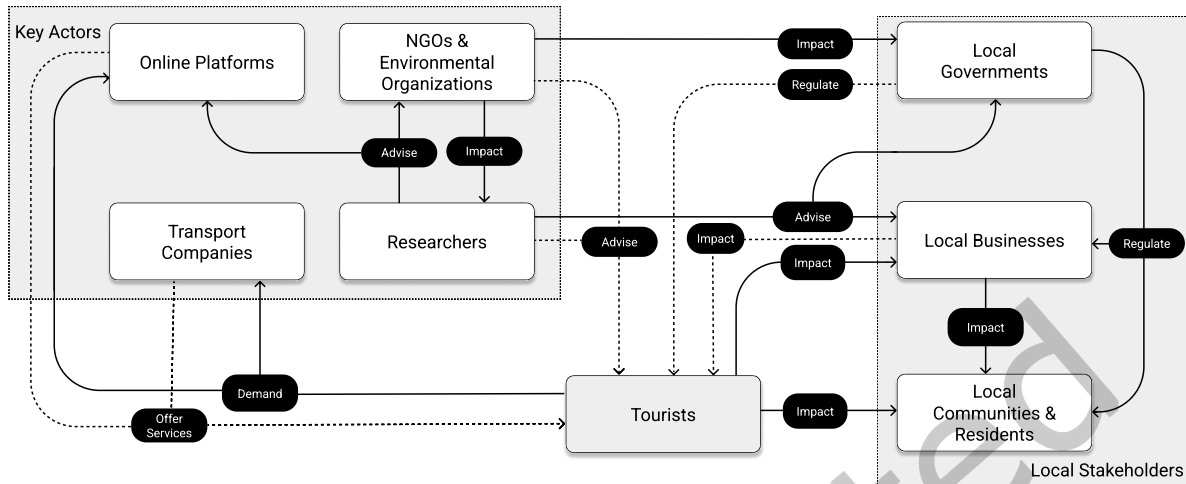 Key Actors
Online Platforms
NGOs &
Environmental
Organizations
Impact
Local
Governments
Regulate
Advise
Impact
Transport
Companies
Researchers
Advise
Advise
Impact
Impact
Local Businesses
Regulate
Impact
Demand
Offer
Services
Tourists
Impact
Local
Communities &
Residents
Local Stakeholders